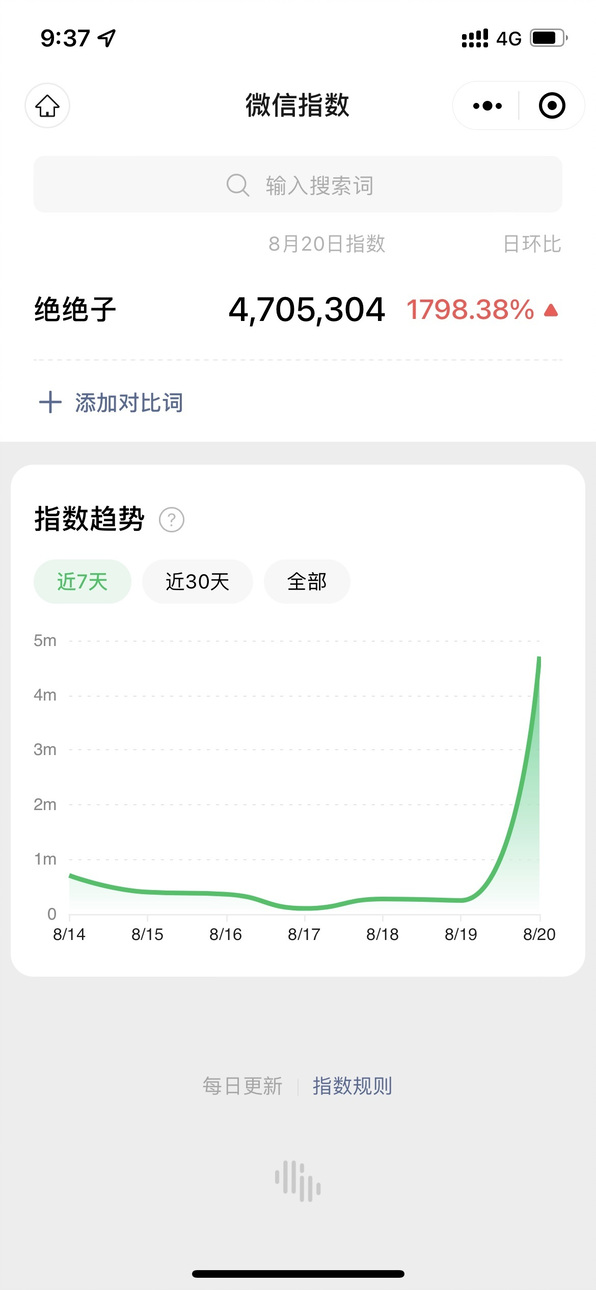 9:37 4G
微信指数
输入搜索词
8月20日指数 日环比
绝绝子 4,705,304 1798.38%
添加对比词
指数趋势 ?
近7天 近30天 全部
5m
4m
3m
2m
1m
0
8/14 8/15 8/16 8/17 8/18 8/19 8/20
每日更新 指数规则